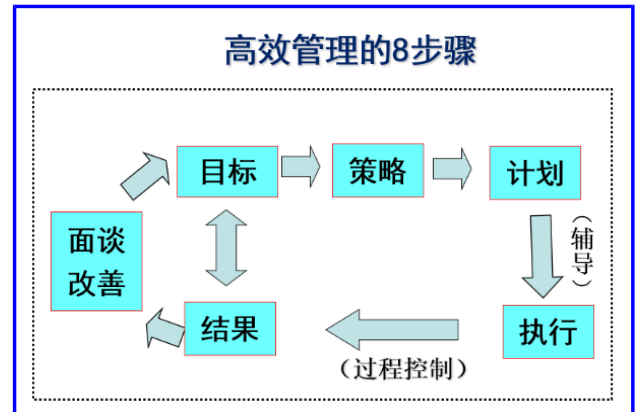 高效管理的8步骤
目标
策略
计划
（辅导）
面谈
改善
结果
执行
（过程控制）